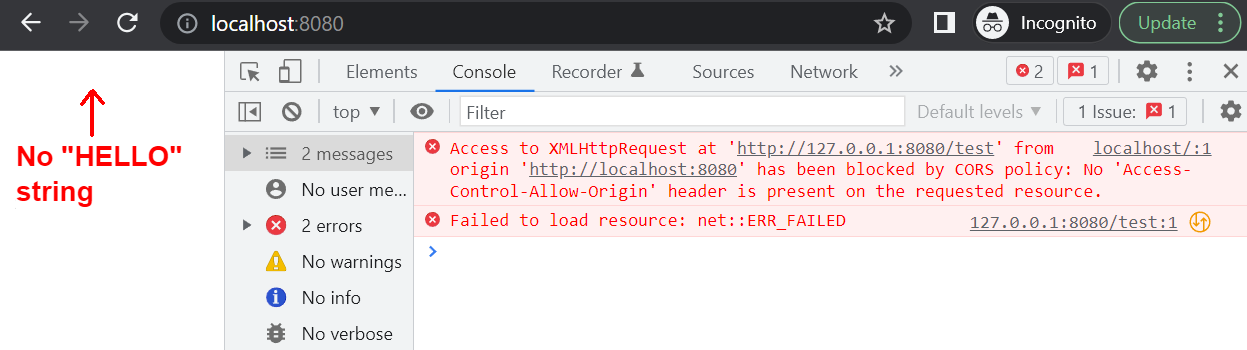 localhost:8080
Incognito
Update
No "HELLO"
string
Elements
Console
Recorder
Sources
Network
2
1
top
Filter
Default levels
1 Issue:
1
2 messages
No user me...
2 errors
No warnings
No info
No verbose
Access to XMLHttpRequest at 'http://127.0.0.1:8080/test' from localhost/:1
origin 'http://localhost:8080' has been blocked by CORS policy: No 'Access-
Control-Allow-Origin' header is present on the requested resource.
Failed to load resource: net::ERR_FAILED 127.0.0.1:8080/test:1